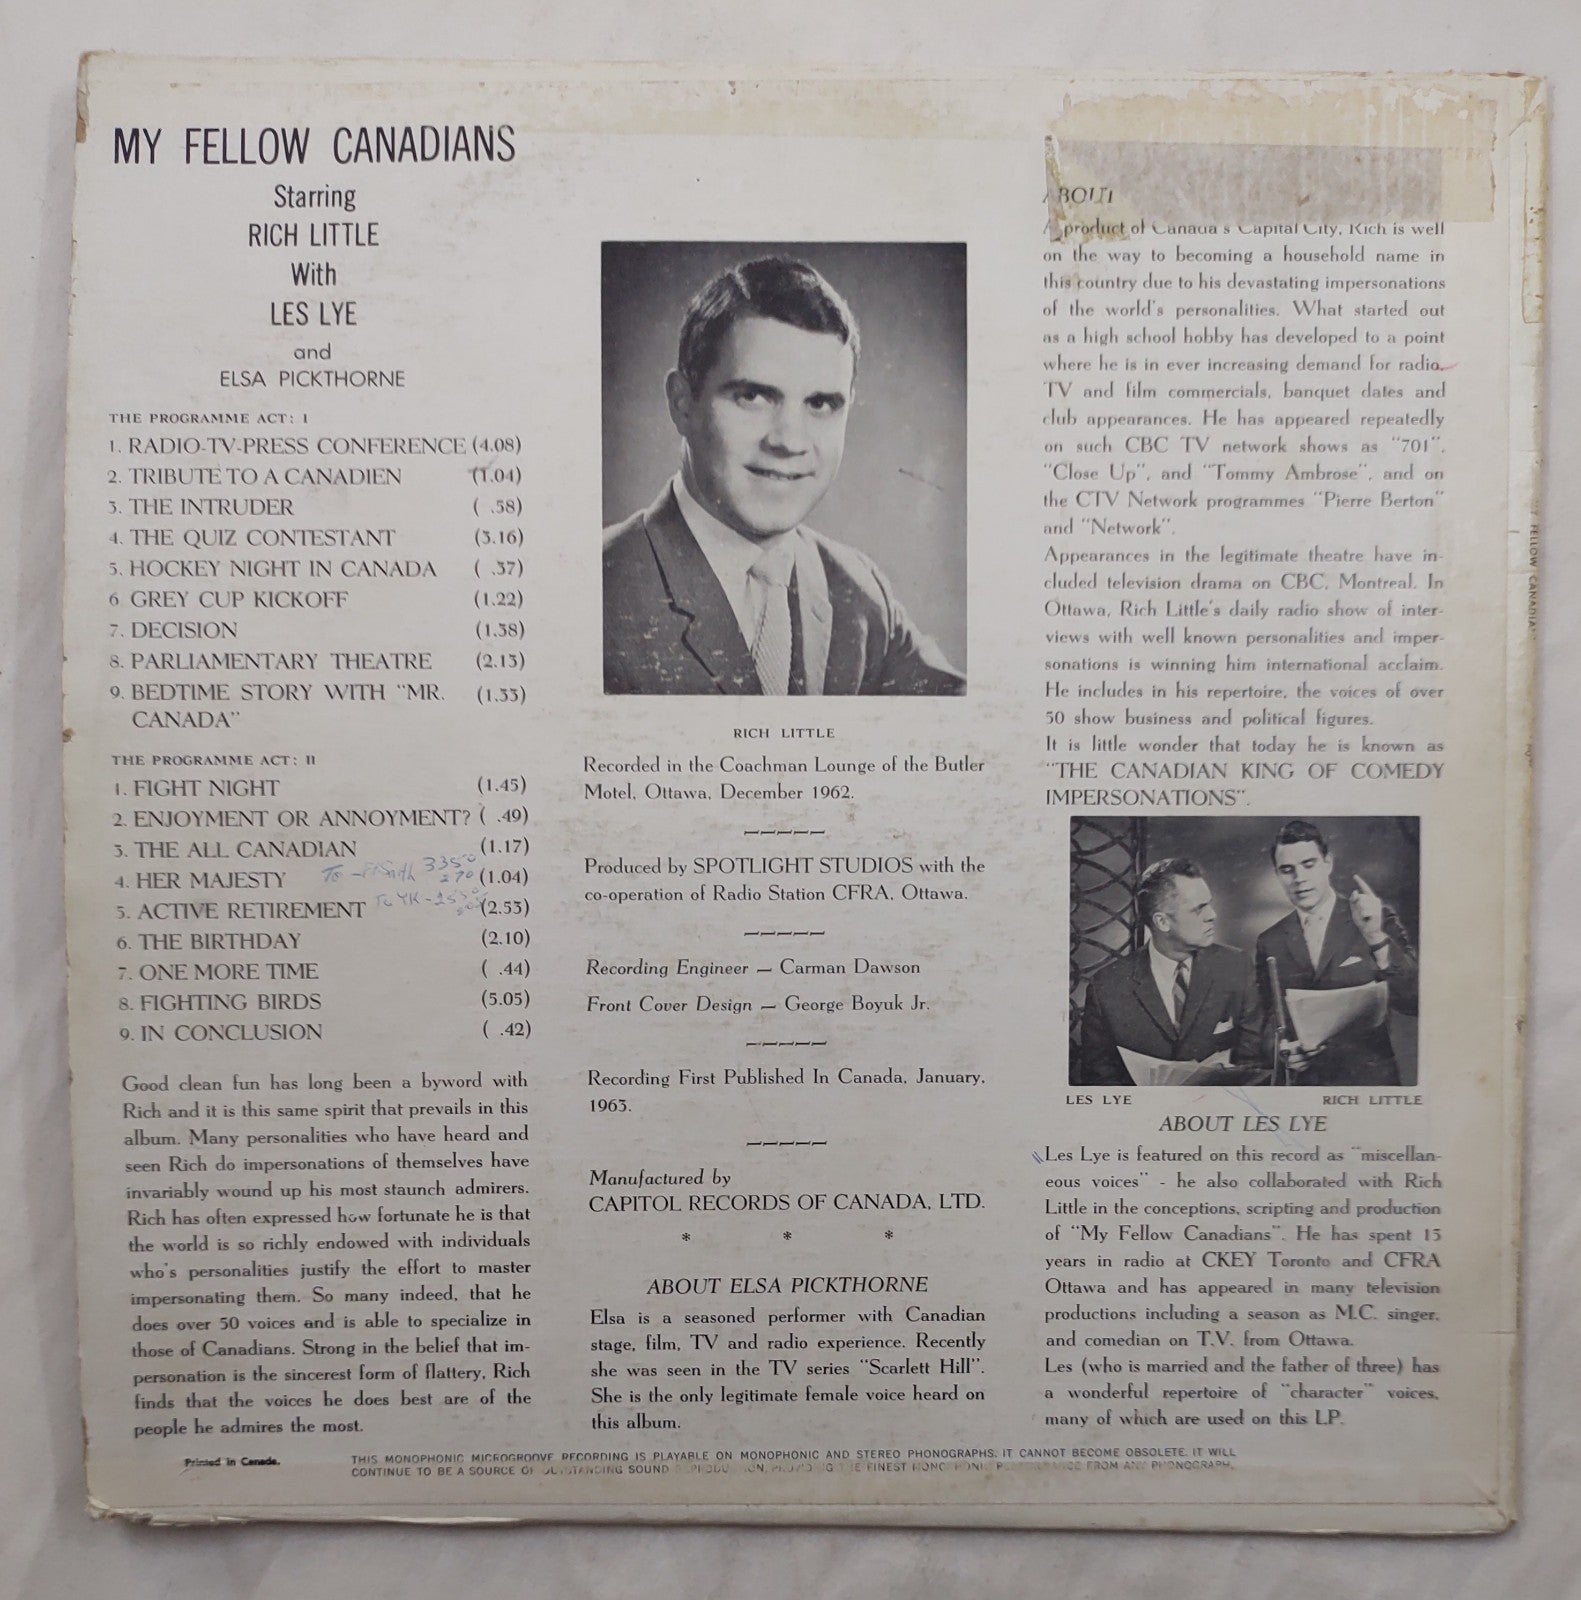 MY FELLOW CANADIANS
Starring
RICH LITTLE
With
LES LYE
and
ELSA PICKTHORNE
THE PROGRAMME ACT: I
1. RADIO-TV-PRESS CONFERENCE (4.08)
2. TRIBUTE TO A CANADIEN (1.04)
3. THE INTRUDER ( .58)
4. THE QUIZ CONTESTANT (3.16)
5. HOCKEY NIGHT IN CANADA ( .37)
6 GREY CUP KICKOFF (1.22)
7. DECISION (1.38)
8. PARLIAMENTARY THEATRE (2.13)
9. BEDTIME STORY WITH "MR. (1.33)
CANADA"
THE PROGRAMME ACT: II
1. FIGHT NIGHT (1.45)
2. ENJOYMENT OR ANNOYMENT? ( .49)
3. THE ALL CANADIAN (1.17)
4. HER MAJESTY (1.04)
5. ACTIVE RETIREMENT (2.53)
6. THE BIRTHDAY (2.10)
7. ONE MORE TIME ( .44)
8. FIGHTING BIRDS (5.05)
9. IN CONCLUSION ( .42)
Good clean fun has long been a byword with
Rich and it is this same spirit that prevails in this
album. Many personalities who have heard and
seen Rich do impersonations of themselves have
invariably wound up his most staunch admirers.
Rich has often expressed how fortunate he is that
the world is so richly endowed with individuals
who's personalities justify the effort to master
impersonating them. So many indeed, that he
does over 50 voices and is able to specialize in
those of Canadians. Strong in the belief that im-
personation is the sincerest form of flattery, Rich
finds that the voices he does best are of the
people he admires the most.
RICH LITTLE
Recorded in the Coachman Lounge of the Butler
Motel, Ottawa, December 1962.
Produced by SPOTLIGHT STUDIOS with the
co-operation of Radio Station CFRA, Ottawa.
Recording Engineer — Carman Dawson
Front Cover Design — George Boyuk Jr.
Recording First Published In Canada, January,
1963.
Manufactured by
CAPITOL RECORDS OF CANADA, LTD.
* * *
ABOUT ELSA PICKTHORNE
Elsa is a seasoned performer with Canadian
stage, film, TV and radio experience. Recently
she was seen in the TV series "Scarlett Hill".
She is the only legitimate female voice heard on
this album.
ABOUT
A product of Canada's Capital City, Rich is well
on the way to becoming a household name in
this country due to his devastating impersonations
of the world's personalities. What started out
as a high school hobby has developed to a point
where he is in ever increasing demand for radio,
TV and film commercials, banquet dates and
club appearances. He has appeared repeatedly
on such CBC TV network shows as "701",
"Close Up", and "Tommy Ambrose", and on
the CTV Network programmes "Pierre Berton"
and "Network".
Appearances in the legitimate theatre have in-
cluded television drama on CBC, Montreal. In
Ottawa, Rich Little's daily radio show of inter-
views with well known personalities and imper-
sonations is winning him international acclaim.
He includes in his repertoire, the voices of over
50 show business and political figures.
It is little wonder that today he is known as
"THE CANADIAN KING OF COMEDY
IMPERSONATIONS".
LES LYE RICH LITTLE
ABOUT LES LYE
Les Lye is featured on this record as "miscellan-
eous voices" - he also collaborated with Rich
Little in the conceptions, scripting and production
of "My Fellow Canadians". He has spent 15
years in radio at CKEY Toronto and CFRA
Ottawa and has appeared in many television
productions including a season as M.C. singer,
and comedian on T.V. from Ottawa.
Les (who is married and the father of three) has
a wonderful repertoire of "character" voices,
many of which are used on this LP.
Printed in Canada.
THIS MONOPHONIC MICROGROOVE RECORDING IS PLAYABLE ON MONOPHONIC AND STEREO PHONOGRAPHS. IT CANNOT BECOME OBSOLETE. IT WILL
CONTINUE TO BE A SOURCE OF OUTSTANDING SOUND REPRODUCTION, PROVIDING THE FINEST MONOPHONIC PERFORMANCE FROM ANY PHONOGRAPH.
FELLOW CANADIANS